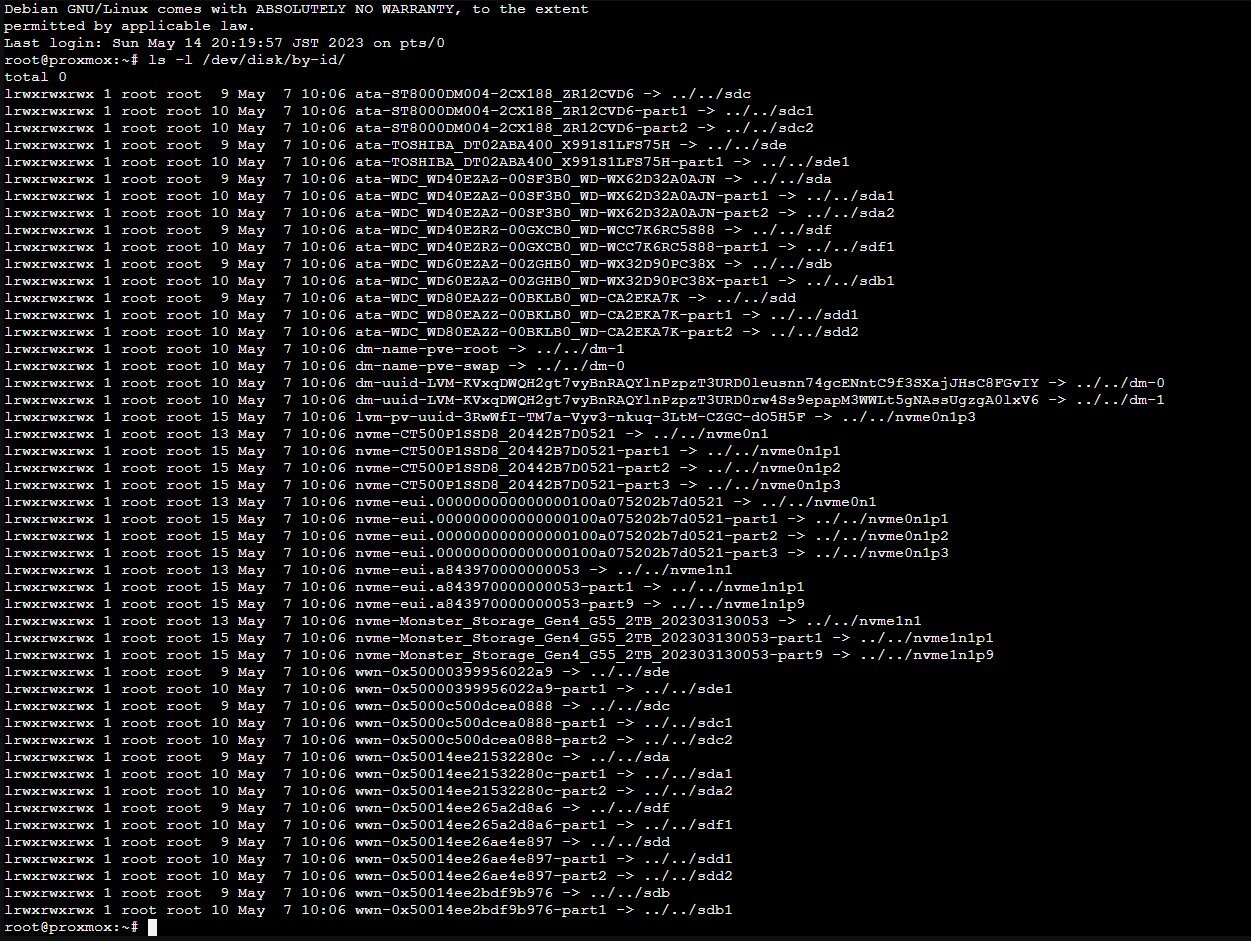 Debian GNU/Linux comes with ABSOLUTELY NO WARRANTY, to the extent
permitted by applicable law.
Last login: Sun May 14 20:19:57 JST 2023 on pts/0
root@proxmox:~# ls -l /dev/disk/by-id/
total 0
lrwxrwxrwx 1 root root  9 May  7 10:06 ata-ST8000DM004-2CX188_ZR12CVD6 -> ../../sdc
lrwxrwxrwx 1 root root 10 May  7 10:06 ata-ST8000DM004-2CX188_ZR12CVD6-part1 -> ../../sdc1
lrwxrwxrwx 1 root root 10 May  7 10:06 ata-ST8000DM004-2CX188_ZR12CVD6-part2 -> ../../sdc2
lrwxrwxrwx 1 root root  9 May  7 10:06 ata-TOSHIBA_DT02ABA400_X991S1LFS75H -> ../../sde
lrwxrwxrwx 1 root root 10 May  7 10:06 ata-TOSHIBA_DT02ABA400_X991S1LFS75H-part1 -> ../../sde1
lrwxrwxrwx 1 root root  9 May  7 10:06 ata-WDC_WD40EZAZ-00SF3B0_WD-WX62D32A0AJN -> ../../sda
lrwxrwxrwx 1 root root 10 May  7 10:06 ata-WDC_WD40EZAZ-00SF3B0_WD-WX62D32A0AJN-part1 -> ../../sda1
lrwxrwxrwx 1 root root 10 May  7 10:06 ata-WDC_WD40EZAZ-00SF3B0_WD-WX62D32A0AJN-part2 -> ../../sda2
lrwxrwxrwx 1 root root  9 May  7 10:06 ata-WDC_WD40EZRZ-00GXCB0_WD-WCC7K6RC5S88 -> ../../sdf
lrwxrwxrwx 1 root root 10 May  7 10:06 ata-WDC_WD40EZRZ-00GXCB0_WD-WCC7K6RC5S88-part1 -> ../../sdf1
lrwxrwxrwx 1 root root  9 May  7 10:06 ata-WDC_WD60EZAZ-00ZGHB0_WD-WX32D90PC38X -> ../../sdb
lrwxrwxrwx 1 root root 10 May  7 10:06 ata-WDC_WD60EZAZ-00ZGHB0_WD-WX32D90PC38X-part1 -> ../../sdb1
lrwxrwxrwx 1 root root  9 May  7 10:06 ata-WDC_WD80EAZZ-00BKLB0_WD-CA2EKA7K -> ../../sdd
lrwxrwxrwx 1 root root 10 May  7 10:06 ata-WDC_WD80EAZZ-00BKLB0_WD-CA2EKA7K-part1 -> ../../sdd1
lrwxrwxrwx 1 root root 10 May  7 10:06 ata-WDC_WD80EAZZ-00BKLB0_WD-CA2EKA7K-part2 -> ../../sdd2
lrwxrwxrwx 1 root root 10 May  7 10:06 dm-name-pve-root -> ../../dm-1
lrwxrwxrwx 1 root root 10 May  7 10:06 dm-name-pve-swap -> ../../dm-0
lrwxrwxrwx 1 root root 10 May  7 10:06 dm-uuid-LVM-KVxqDWQH2gt7vyBnRAQYlnPzpzT3URD0leusnn74gcENntC9f3SXajJHsC8FGvIY -> ../../dm-0
lrwxrwxrwx 1 root root 10 May  7 10:06 dm-uuid-LVM-KVxqDWQH2gt7vyBnRAQYlnPzpzT3URD0rw4Ss9epapM3WWLt5gNAssUgzgA0lxV6 -> ../../dm-1
lrwxrwxrwx 1 root root 15 May  7 10:06 lvm-pv-uuid-3RwWfI-TM7a-Vyv3-nkuq-3LtM-CZGC-dO5H5F -> ../../nvme0n1p3
lrwxrwxrwx 1 root root 13 May  7 10:06 nvme-CT500P1SSD8_20442B7D0521 -> ../../nvme0n1
lrwxrwxrwx 1 root root 15 May  7 10:06 nvme-CT500P1SSD8_20442B7D0521-part1 -> ../../nvme0n1p1
lrwxrwxrwx 1 root root 15 May  7 10:06 nvme-CT500P1SSD8_20442B7D0521-part2 -> ../../nvme0n1p2
lrwxrwxrwx 1 root root 15 May  7 10:06 nvme-CT500P1SSD8_20442B7D0521-part3 -> ../../nvme0n1p3
lrwxrwxrwx 1 root root 13 May  7 10:06 nvme-eui.000000000000000100a075202b7d0521 -> ../../nvme0n1
lrwxrwxrwx 1 root root 15 May  7 10:06 nvme-eui.000000000000000100a075202b7d0521-part1 -> ../../nvme0n1p1
lrwxrwxrwx 1 root root 15 May  7 10:06 nvme-eui.000000000000000100a075202b7d0521-part2 -> ../../nvme0n1p2
lrwxrwxrwx 1 root root 15 May  7 10:06 nvme-eui.000000000000000100a075202b7d0521-part3 -> ../../nvme0n1p3
lrwxrwxrwx 1 root root 13 May  7 10:06 nvme-eui.a843970000000053 -> ../../nvme1n1
lrwxrwxrwx 1 root root 15 May  7 10:06 nvme-eui.a843970000000053-part1 -> ../../nvme1n1p1
lrwxrwxrwx 1 root root 15 May  7 10:06 nvme-eui.a843970000000053-part9 -> ../../nvme1n1p9
lrwxrwxrwx 1 root root 13 May  7 10:06 nvme-Monster_Storage_Gen4_G55_2TB_202303130053 -> ../../nvme1n1
lrwxrwxrwx 1 root root 15 May  7 10:06 nvme-Monster_Storage_Gen4_G55_2TB_202303130053-part1 -> ../../nvme1n1p1
lrwxrwxrwx 1 root root 15 May  7 10:06 nvme-Monster_Storage_Gen4_G55_2TB_202303130053-part9 -> ../../nvme1n1p9
lrwxrwxrwx 1 root root  9 May  7 10:06 wwn-0x50000399956022a9 -> ../../sde
lrwxrwxrwx 1 root root 10 May  7 10:06 wwn-0x50000399956022a9-part1 -> ../../sde1
lrwxrwxrwx 1 root root  9 May  7 10:06 wwn-0x5000c500dcea0888 -> ../../sdc
lrwxrwxrwx 1 root root 10 May  7 10:06 wwn-0x5000c500dcea0888-part1 -> ../../sdc1
lrwxrwxrwx 1 root root 10 May  7 10:06 wwn-0x5000c500dcea0888-part2 -> ../../sdc2
lrwxrwxrwx 1 root root  9 May  7 10:06 wwn-0x50014ee21532280c -> ../../sda
lrwxrwxrwx 1 root root 10 May  7 10:06 wwn-0x50014ee21532280c-part1 -> ../../sda1
lrwxrwxrwx 1 root root 10 May  7 10:06 wwn-0x50014ee21532280c-part2 -> ../../sda2
lrwxrwxrwx 1 root root  9 May  7 10:06 wwn-0x50014ee265a2d8a6 -> ../../sdf
lrwxrwxrwx 1 root root 10 May  7 10:06 wwn-0x50014ee265a2d8a6-part1 -> ../../sdf1
lrwxrwxrwx 1 root root  9 May  7 10:06 wwn-0x50014ee26ae4e897 -> ../../sdd
lrwxrwxrwx 1 root root 10 May  7 10:06 wwn-0x50014ee26ae4e897-part1 -> ../../sdd1
lrwxrwxrwx 1 root root 10 May  7 10:06 wwn-0x50014ee26ae4e897-part2 -> ../../sdd2
lrwxrwxrwx 1 root root  9 May  7 10:06 wwn-0x50014ee2bdf9b976 -> ../../sdb
lrwxrwxrwx 1 root root 10 May  7 10:06 wwn-0x50014ee2bdf9b976-part1 -> ../../sdb1
root@proxmox:~#